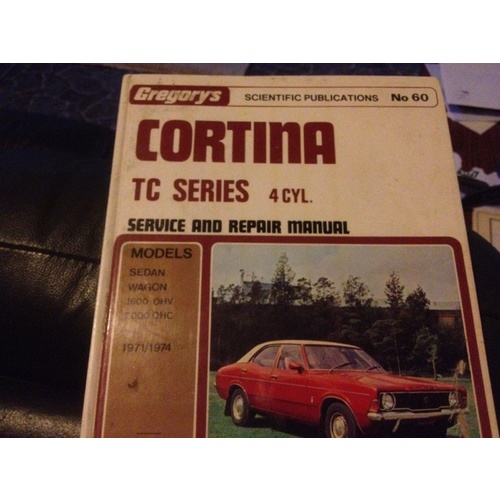 Gregory's SCIENTIFIC PUBLICATIONS No 60
CORTINA
TC SERIES 4 CYL.
SERVICE AND REPAIR MANUAL
MODELS
SEDAN
WAGON
1600 OHV
2000 OHC
1971/1974